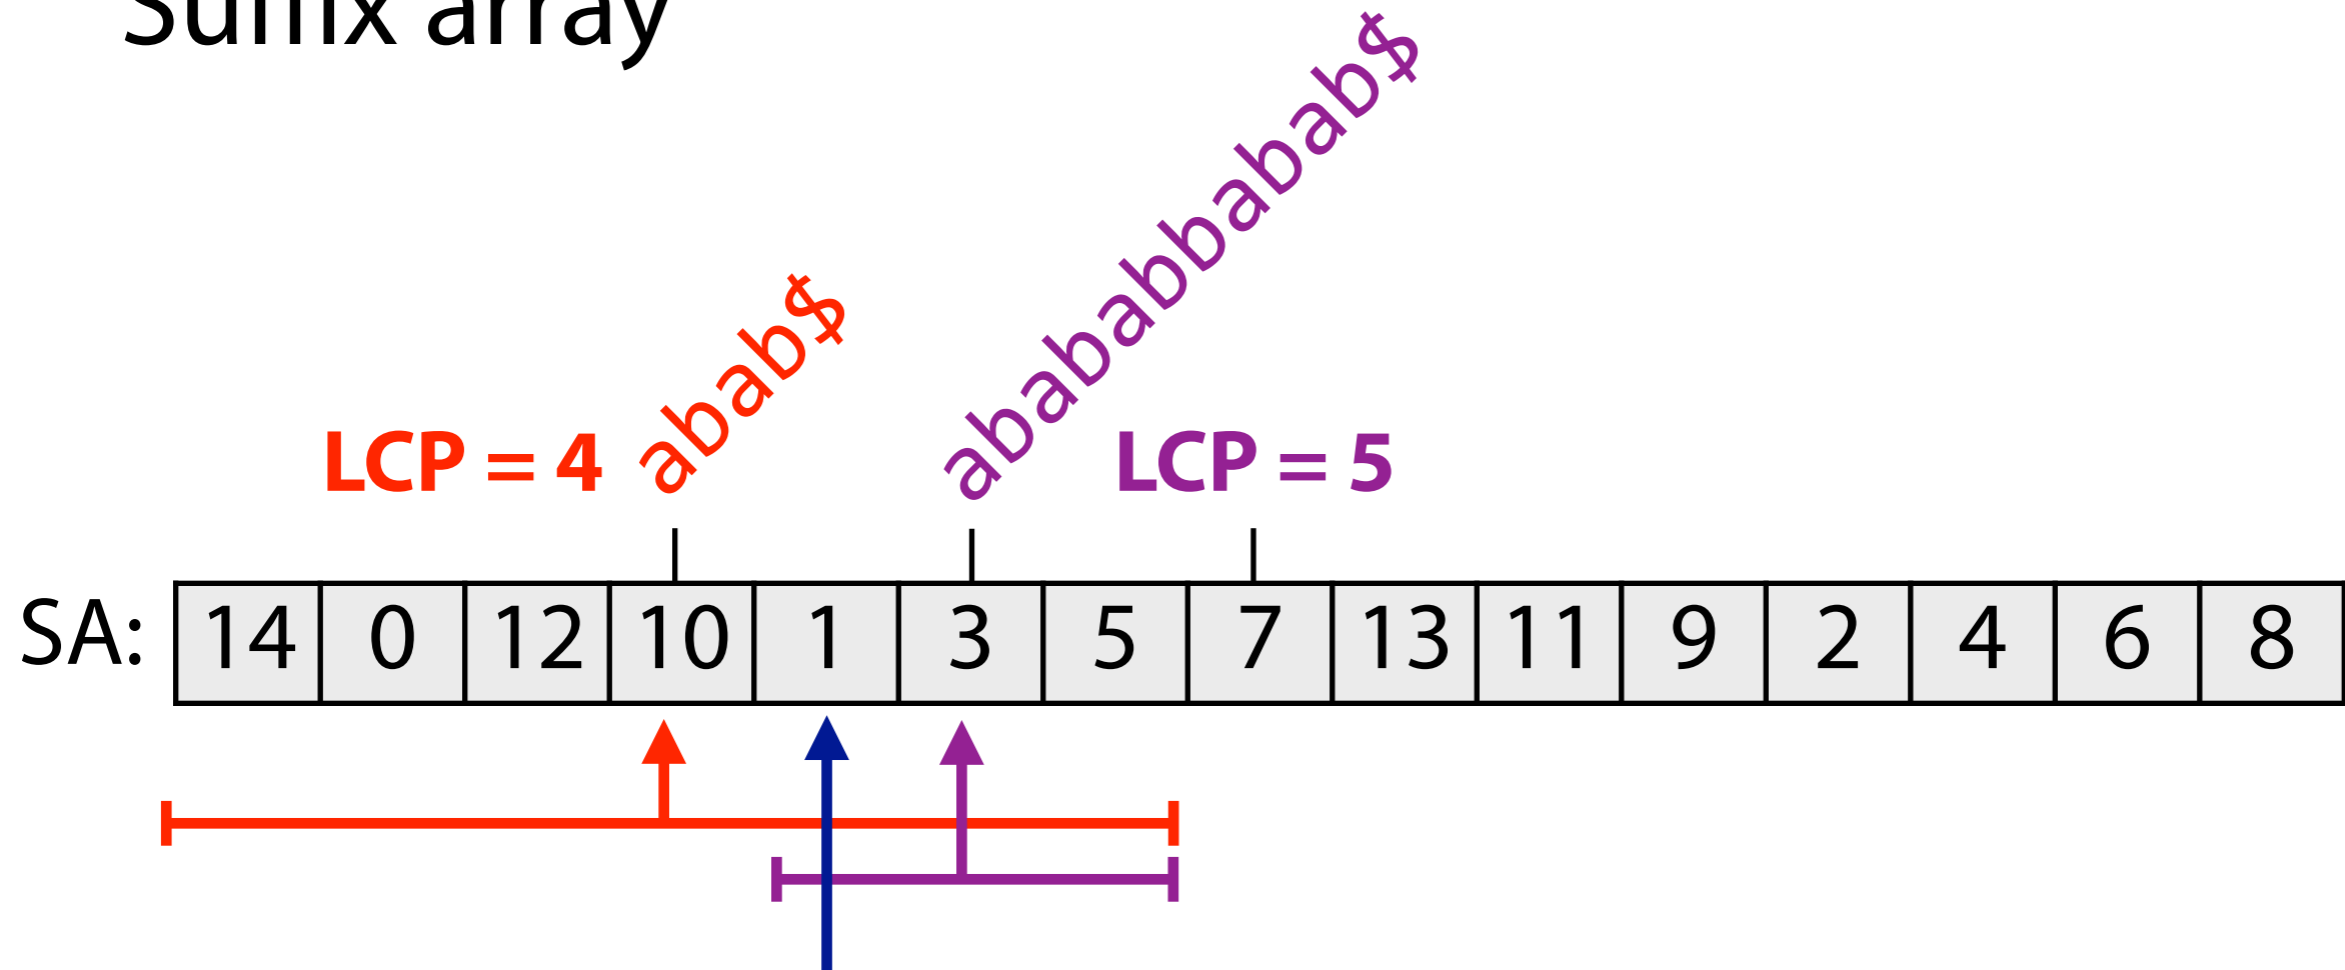 Suffix array
abab$
abababbabab$
LCP = 4
LCP = 5
SA: 14 0 12 10 1 3 5 7 13 11 9 2 4 6 8